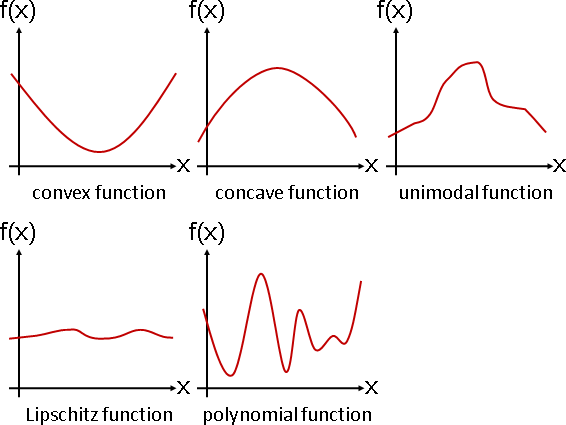 f(x) f(x) f(x)
x x x
convex function concave function unimodal function
f(x) f(x)
x x
Lipschitz function polynomial function